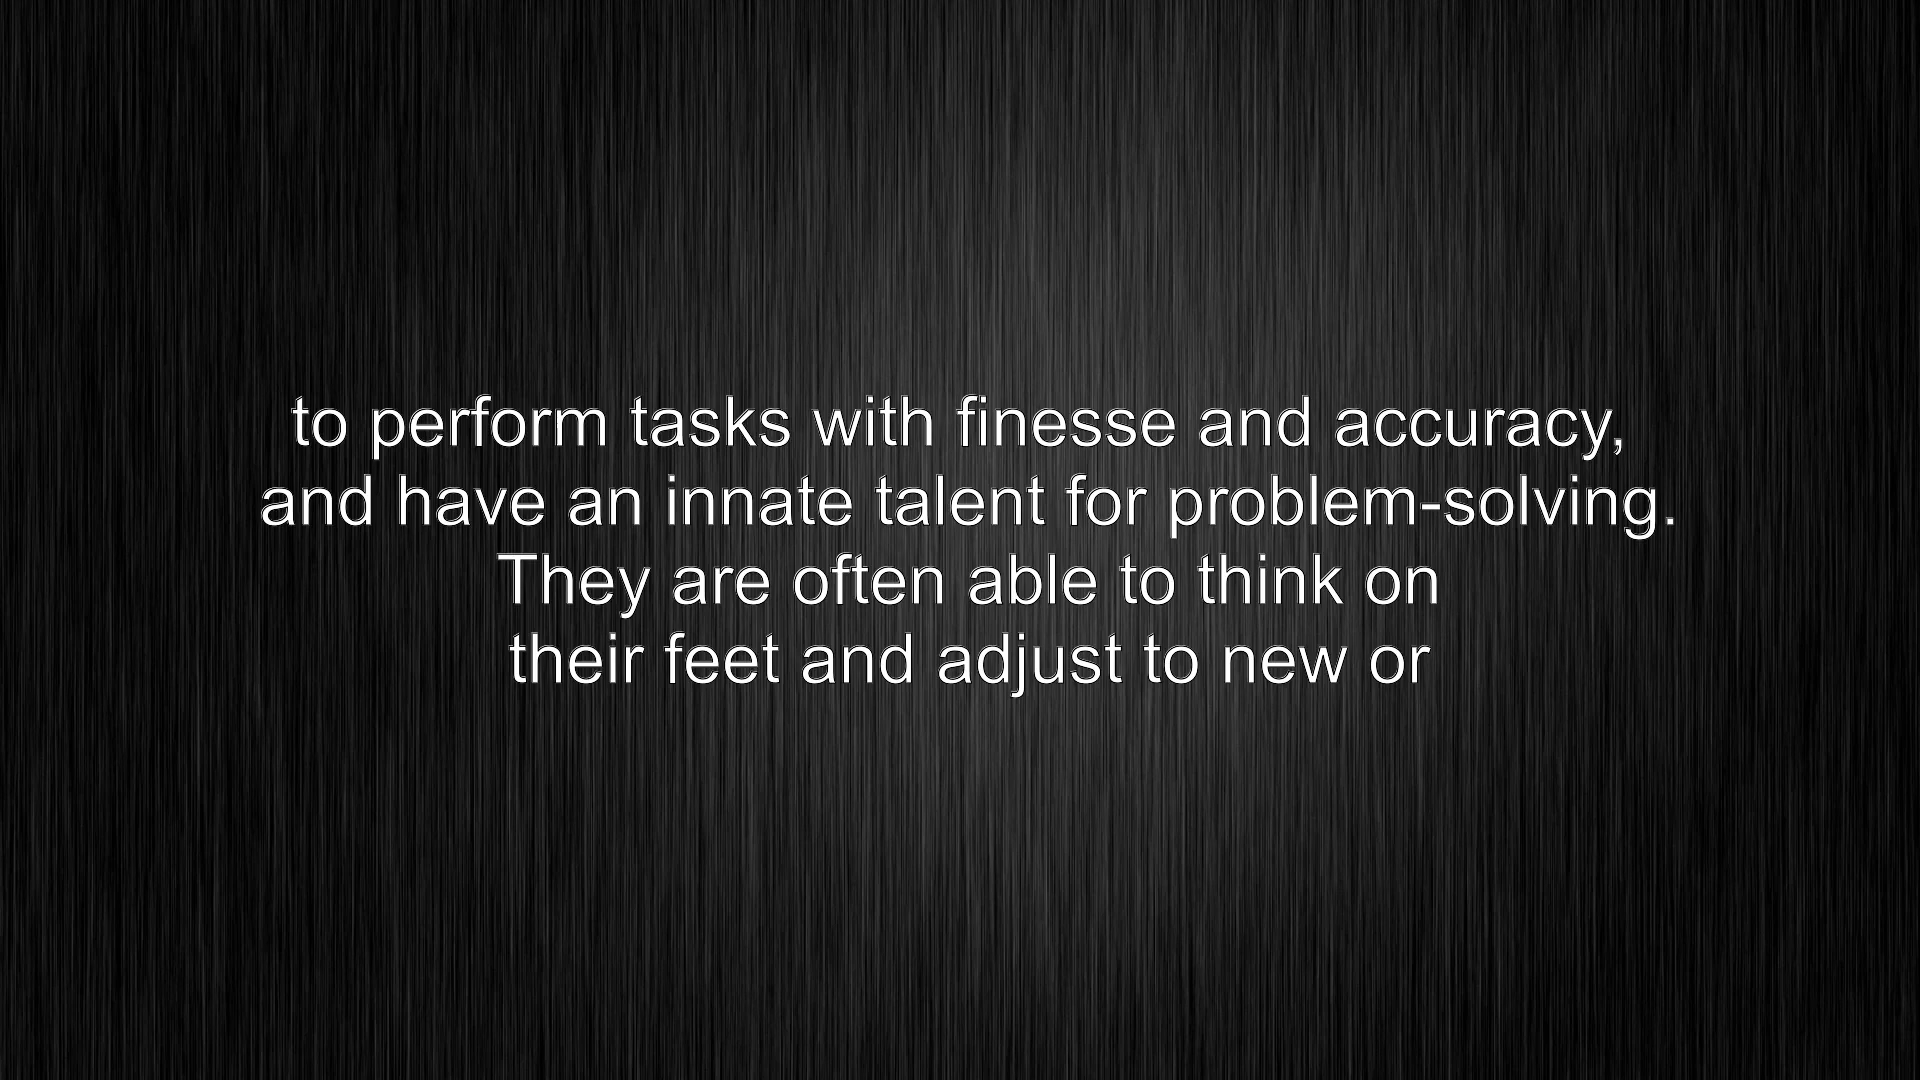 to perform tasks with finesse and accuracy,
and have an innate talent for problem-solving.
They are often able to think on
their feet and adjust to new or